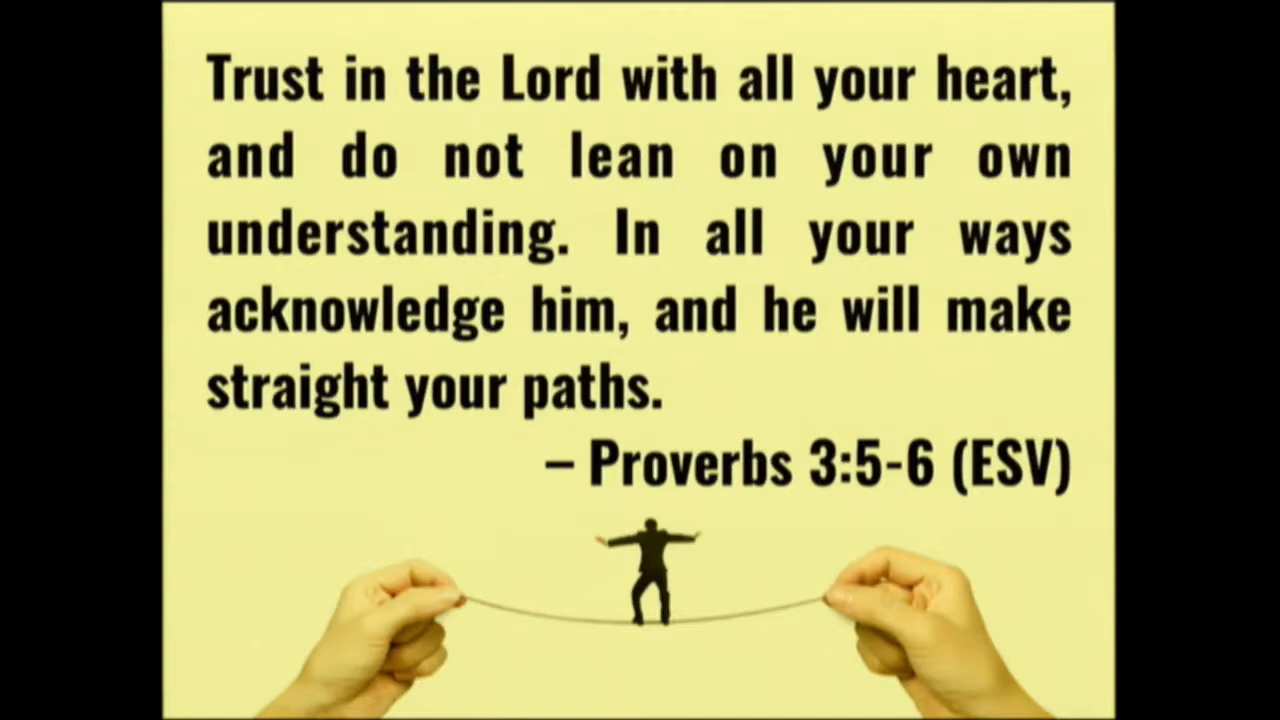 Trust in the Lord with all your heart,
and do not lean on your own
understanding. In all your ways
acknowledge him, and he will make
straight your paths.
– Proverbs 3:5-6 (ESV)